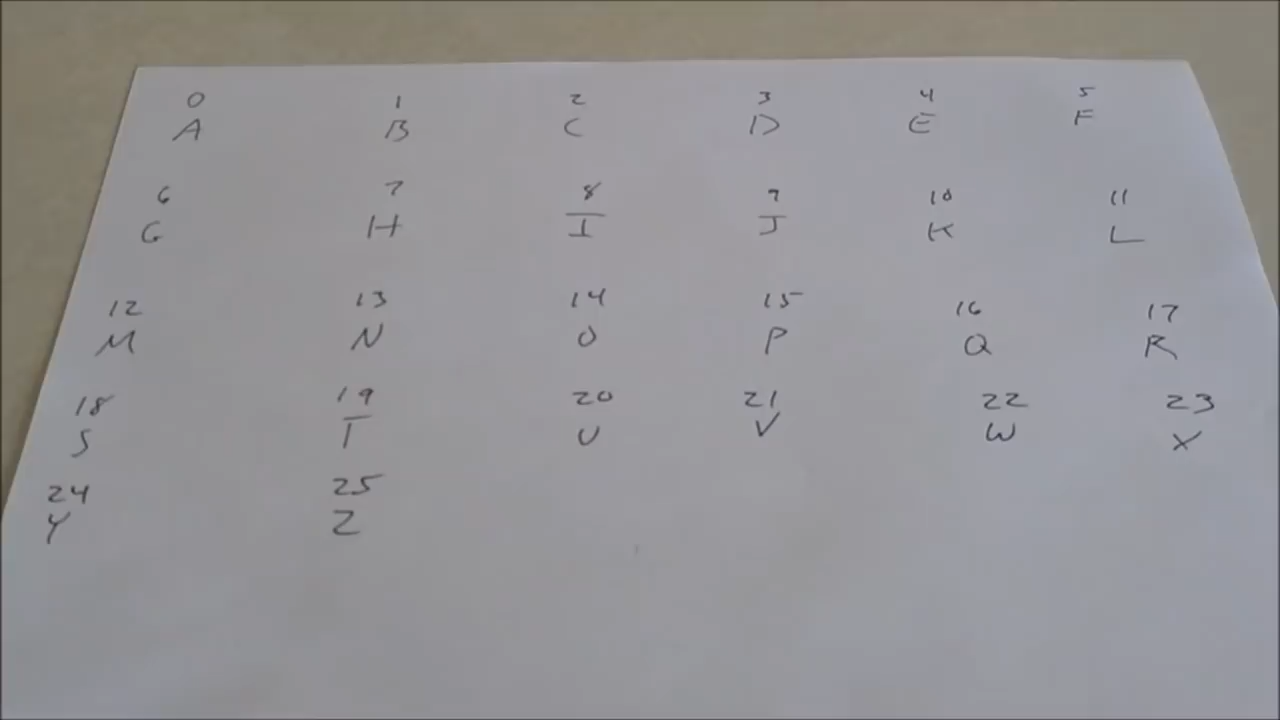 0 1 2 3 4 5
A B C D E F
6 7 8 9 10 11
G H I J K L
12 13 14 15 16 17
M N O P Q R
18 19 20 21 22 23
S T U V W X
24 25
Y Z